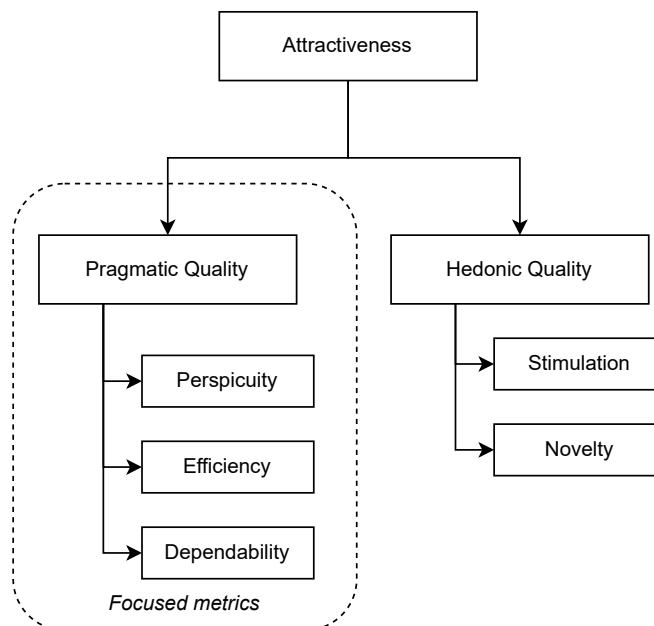 Attractiveness
Pragmatic Quality
Hedonic Quality
Perspicuity
Efficiency
Dependability
Stimulation
Novelty
Focused metrics